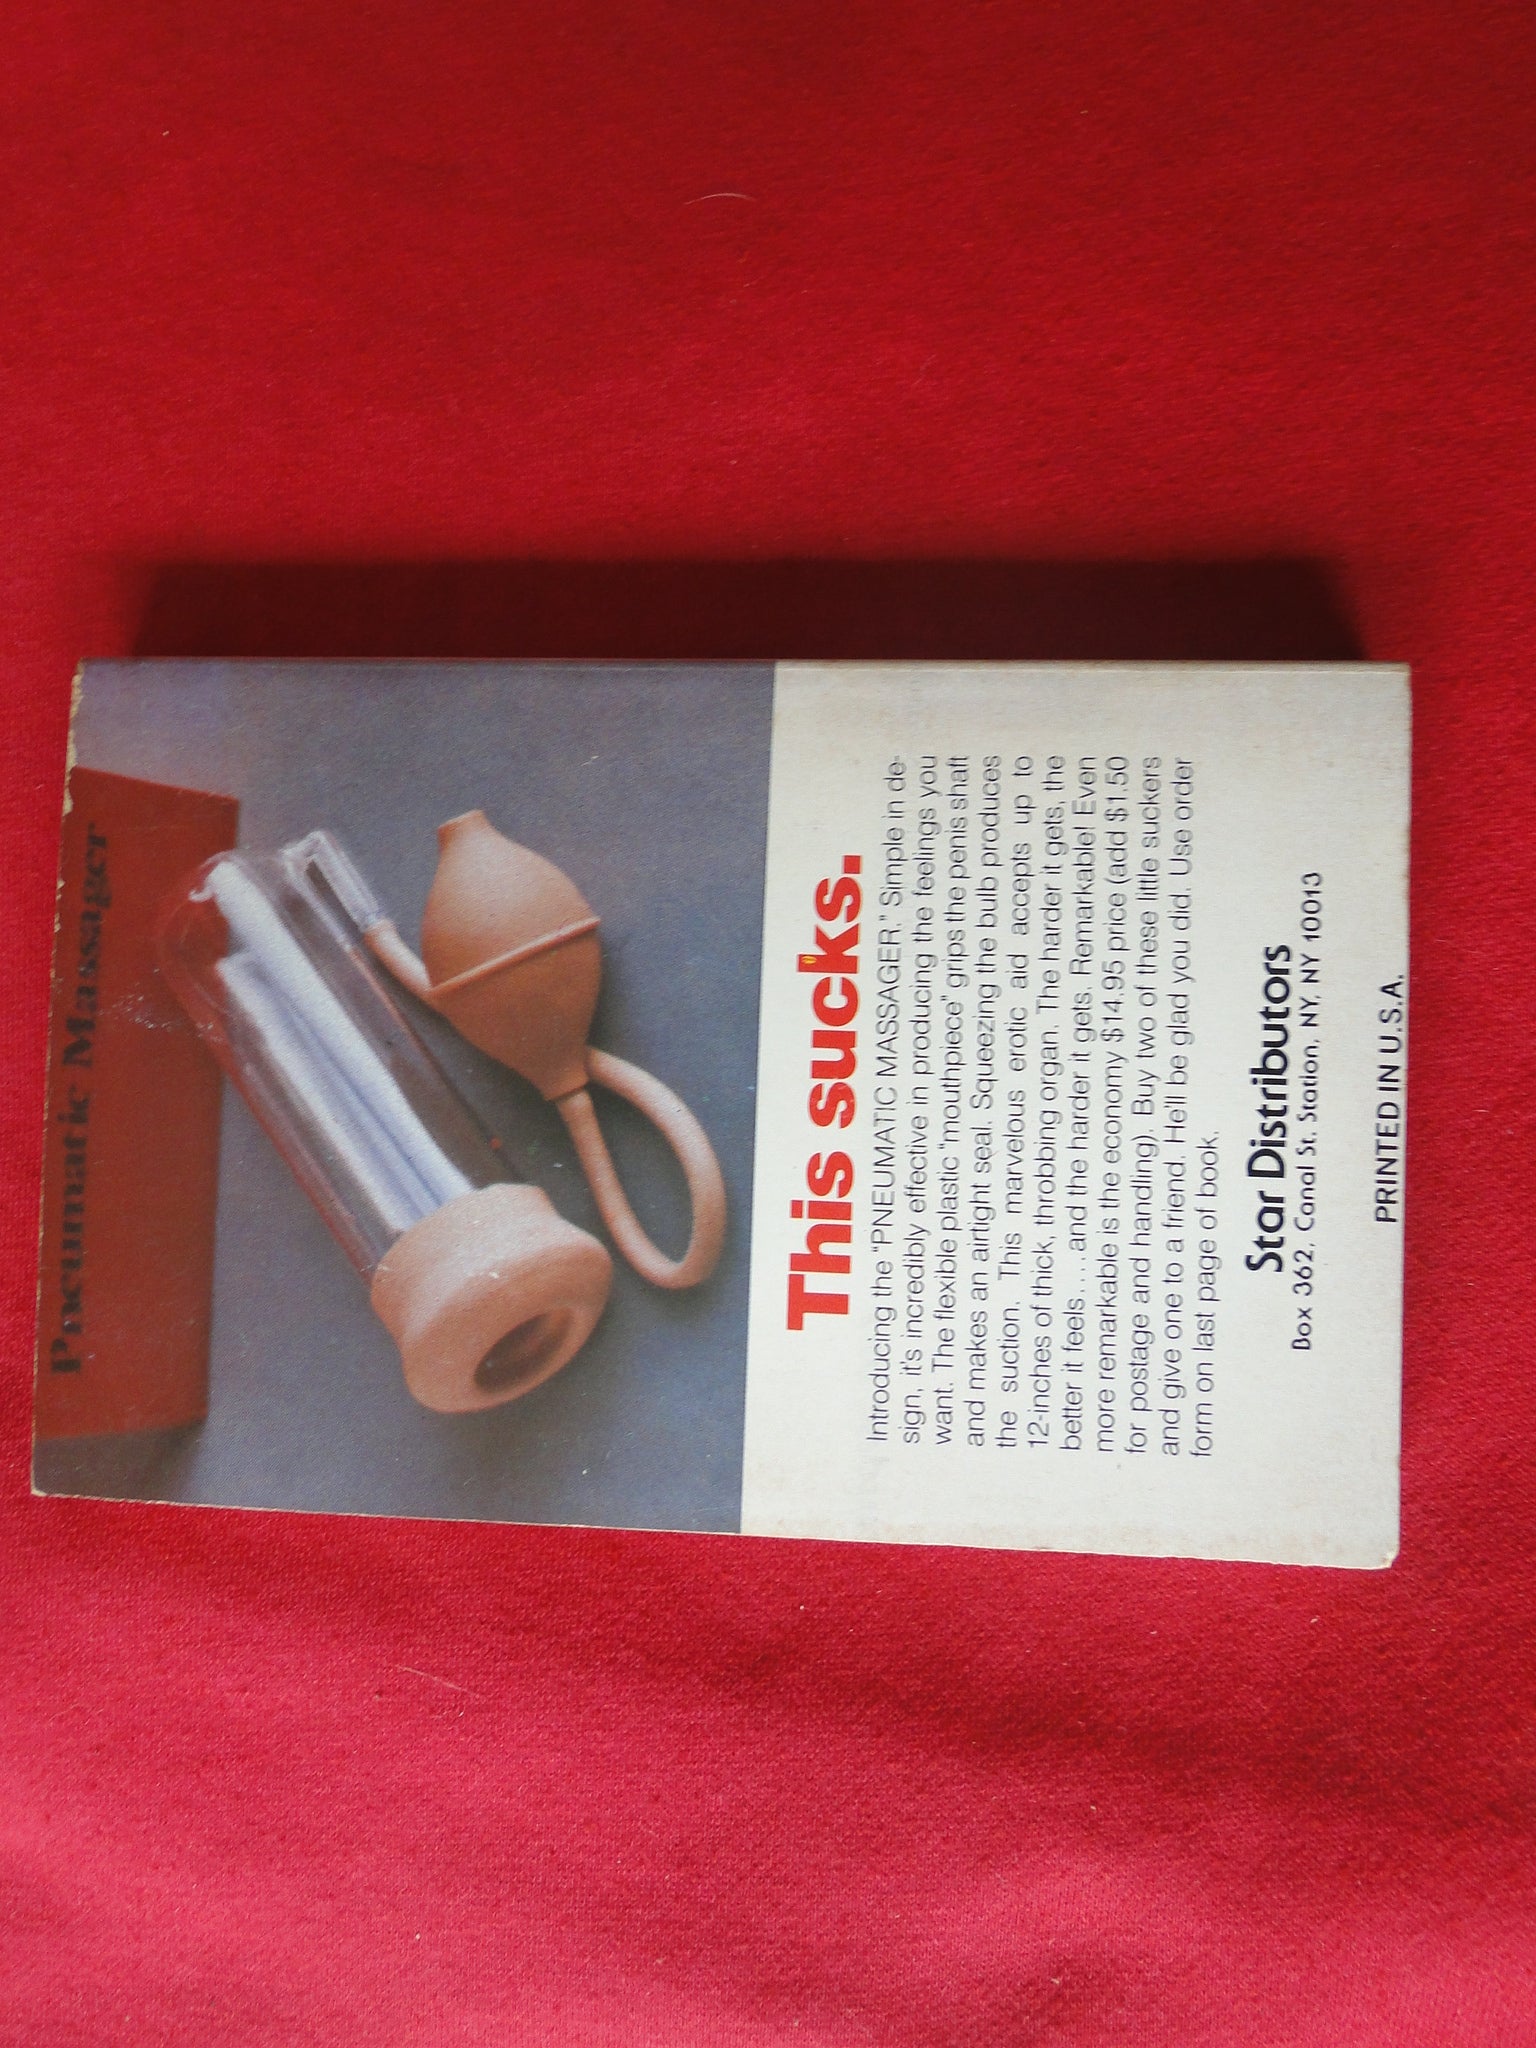 Pneumatic Massager
This sucks.
Introducing the "PNEUMATIC MASSAGER." Simple in de-
sign, it's incredibly effective in producing the feelings you
want. The flexible plastic "mouthpiece" grips the penis shaft
and makes an airtight seal. Squeezing the bulb produces
the suction. This marvelous erotic aid accepts up to
12-inches of thick, throbbing organ. The harder it gets, the
better it feels....and the harder it gets. Remarkable! Even
more remarkable is the economy $14.95 price (add $1.50
for postage and handling). Buy two of these little suckers
and give one to a friend. He'll be glad you did. Use order
form on last page of book.
Star Distributors
Box 362, Canal St. Station, NY, NY 10013
PRINTED IN U.S.A.